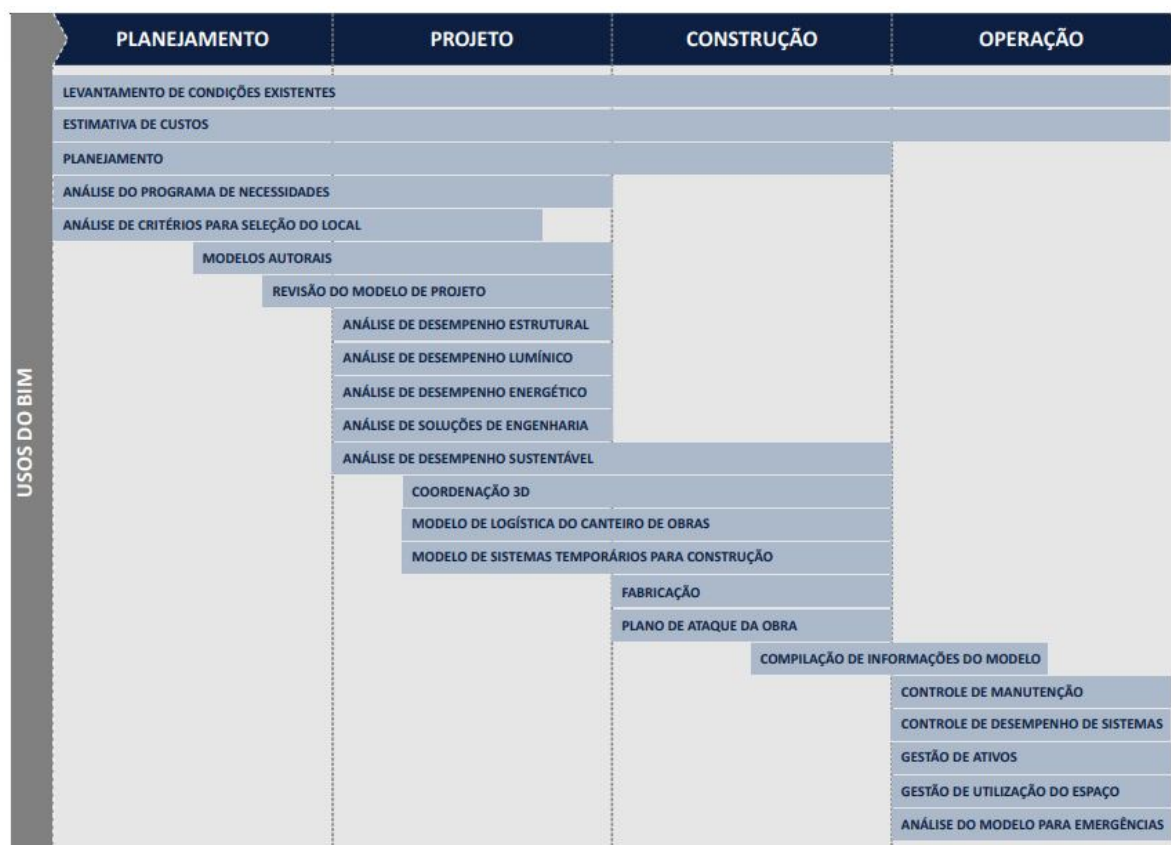 PLANEJAMENTO
PROJETO
CONSTRUÇÃO
OPERAÇÃO
USOS DO BIM
LEVANTAMENTO DE CONDIÇÕES EXISTENTES
ESTIMATIVA DE CUSTOS
PLANEJAMENTO
ANÁLISE DO PROGRAMA DE NECESSIDADES
ANÁLISE DE CRITÉRIOS PARA SELEÇÃO DO LOCAL
MODELOS AUTORAIS
REVISÃO DO MODELO DE PROJETO
ANÁLISE DE DESEMPENHO ESTRUTURAL
ANÁLISE DE DESEMPENHO LUMÍNICO
ANÁLISE DE DESEMPENHO ENERGÉTICO
ANÁLISE DE SOLUÇÕES DE ENGENHARIA
ANÁLISE DE DESEMPENHO SUSTENTÁVEL
COORDENAÇÃO 3D
MODELO DE LOGÍSTICA DO CANTEIRO DE OBRAS
MODELO DE SISTEMAS TEMPORÁRIOS PARA CONSTRUÇÃO
FABRICAÇÃO
PLANO DE ATAQUE DA OBRA
COMPILAÇÃO DE INFORMAÇÕES DO MODELO
CONTROLE DE MANUTENÇÃO
CONTROLE DE DESEMPENHO DE SISTEMAS
GESTÃO DE ATIVOS
GESTÃO DE UTILIZAÇÃO DO ESPAÇO
ANÁLISE DO MODELO PARA EMERGÊNCIAS